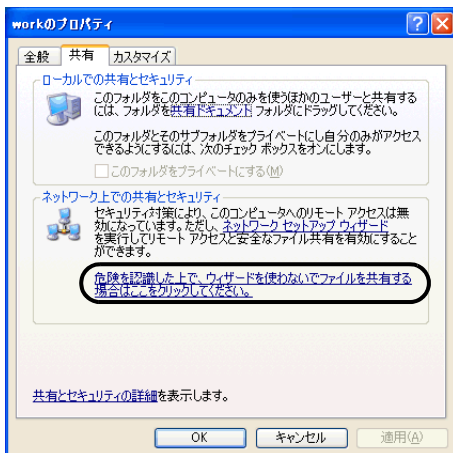 workのプロパティ
全般
共有
カスタマイズ
ローカルでの共有とセキュリティ
このフォルダをこのコンピュータのみを使うほかのユーザーと共有する
には、フォルダを共有ドキュメント フォルダにドラッグしてください。
このフォルダとそのサブフォルダをプライベートにし自分のみがアクセス
できるようにするには、次のチェック ボックスをオンにします。
このフォルダをプライベートにする(M)
ネットワーク上での共有とセキュリティ
セキュリティ対策により、このコンピュータへのリモート アクセスは無
効になっています。ただし、ネットワーク セットアップ ウィザード
を実行してリモート アクセスと安全なファイル共有を有効にすること
ができます。
危険を認識した上で、ウィザードを使わないでファイルを共有する
場合はここをクリックしてください。
共有とセキュリティの詳細を表示します。
OK
キャンセル
適用(A)